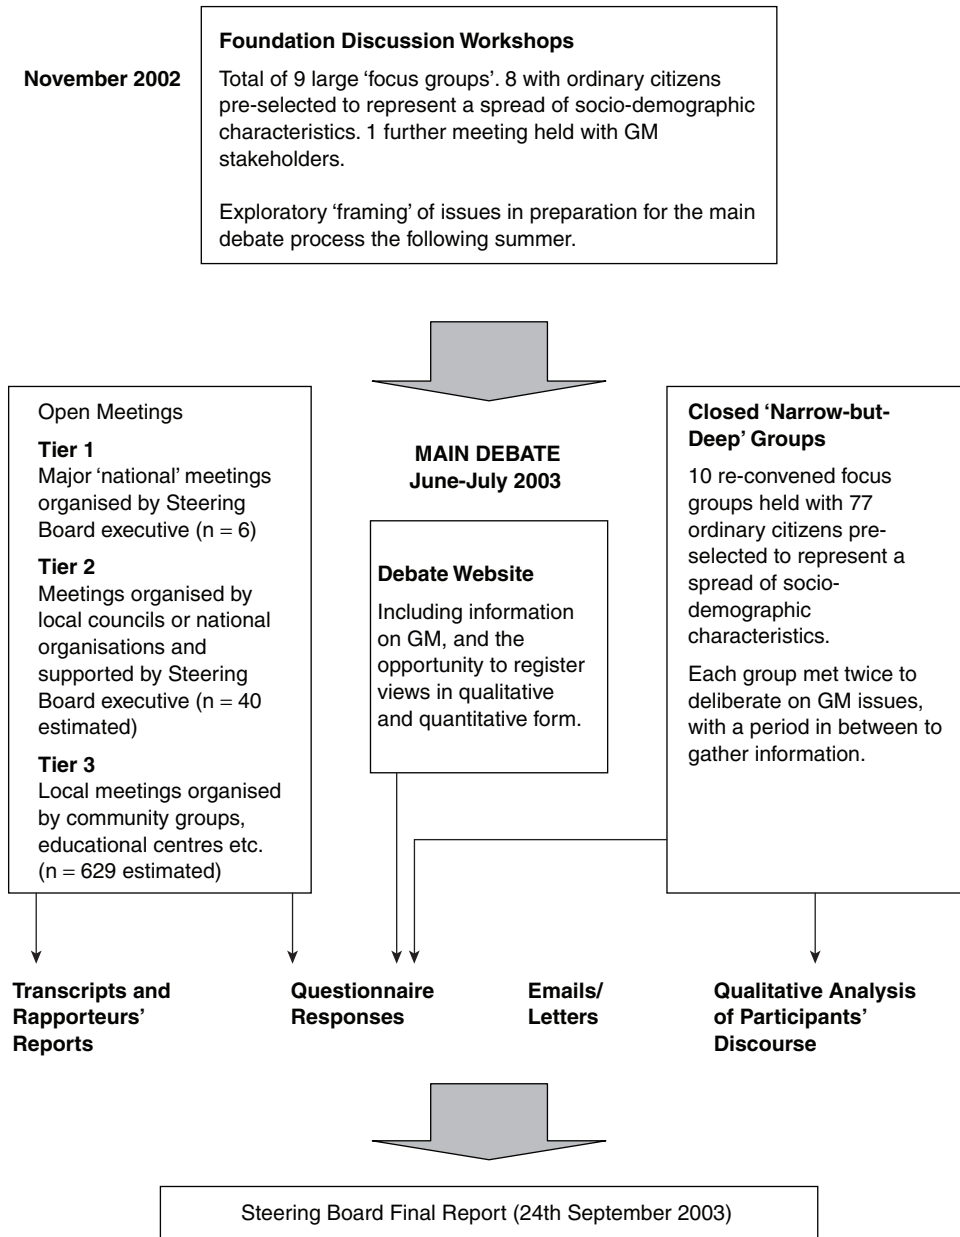 November 2002
Foundation Discussion Workshops
Total of 9 large ‘focus groups’. 8 with ordinary citizens
pre-selected to represent a spread of socio-demographic
characteristics. 1 further meeting held with GM
stakeholders.
Exploratory ‘framing’ of issues in preparation for the main
debate process the following summer.
Open Meetings
Tier 1
Major ‘national’ meetings
organised by Steering
Board executive (n = 6)
Tier 2
Meetings organised by
local councils or national
organisations and
supported by Steering
Board executive (n = 40
estimated)
Tier 3
Local meetings organised
by community groups,
educational centres etc.
(n = 629 estimated)
MAIN DEBATE
June-July 2003
Debate Website
Including information
on GM, and the
opportunity to register
views in qualitative
and quantitative form.
Closed ‘Narrow-but-
Deep’ Groups
10 re-convened focus
groups held with 77
ordinary citizens pre-
selected to represent a
spread of socio-
demographic
characteristics.
Each group met twice to
deliberate on GM issues,
with a period in between to
gather information.
Transcripts and
Rapporteurs’
Reports
Questionnaire
Responses
Emails/
Letters
Qualitative Analysis
of Participants’
Discourse
Steering Board Final Report (24th September 2003)